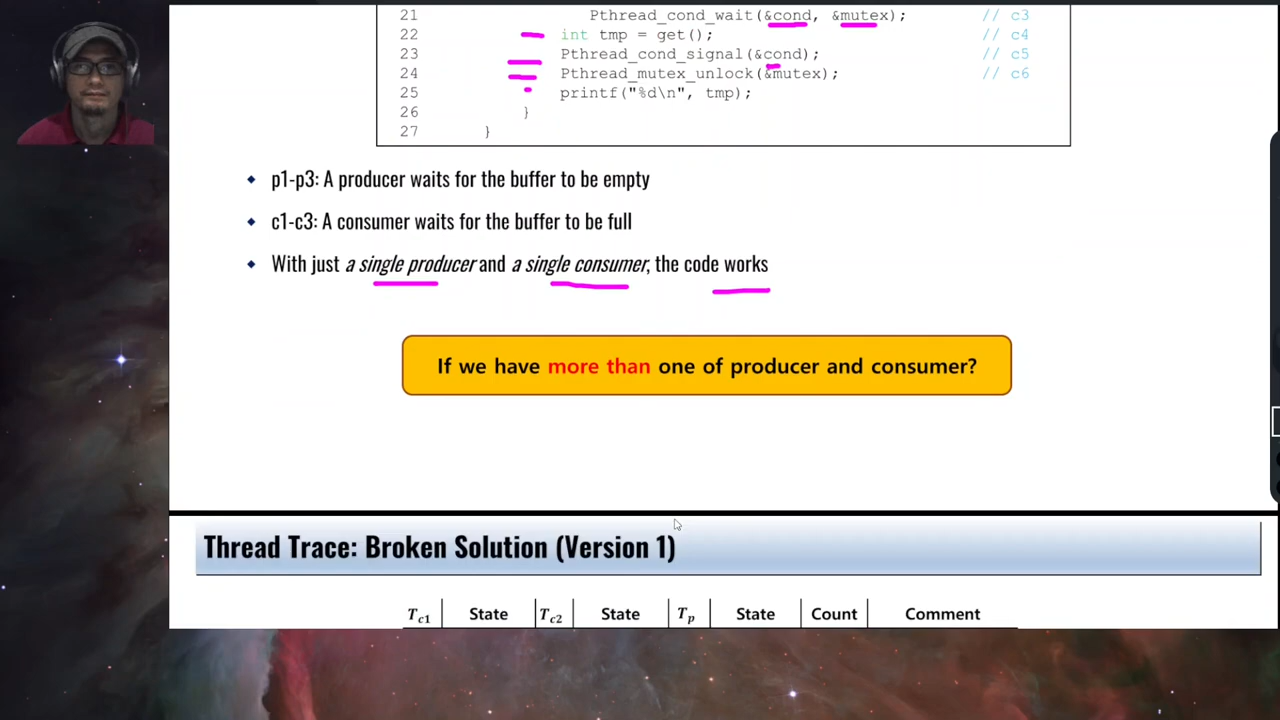 21 Pthread_cond_wait(&cond, &mutex); // c3
22 int tmp = get(); // c4
23 Pthread_cond_signal(&cond); // c5
24 Pthread_mutex_unlock(&mutex); // c6
25 printf("%d\n", tmp);
26 }
27 }
p1-p3: A producer waits for the buffer to be empty
c1-c3: A consumer waits for the buffer to be full
With just a single producer and a single consumer, the code works
If we have more than one of producer and consumer?
Thread Trace: Broken Solution (Version 1)
Tc1 State Tc2 State Tp State Count Comment